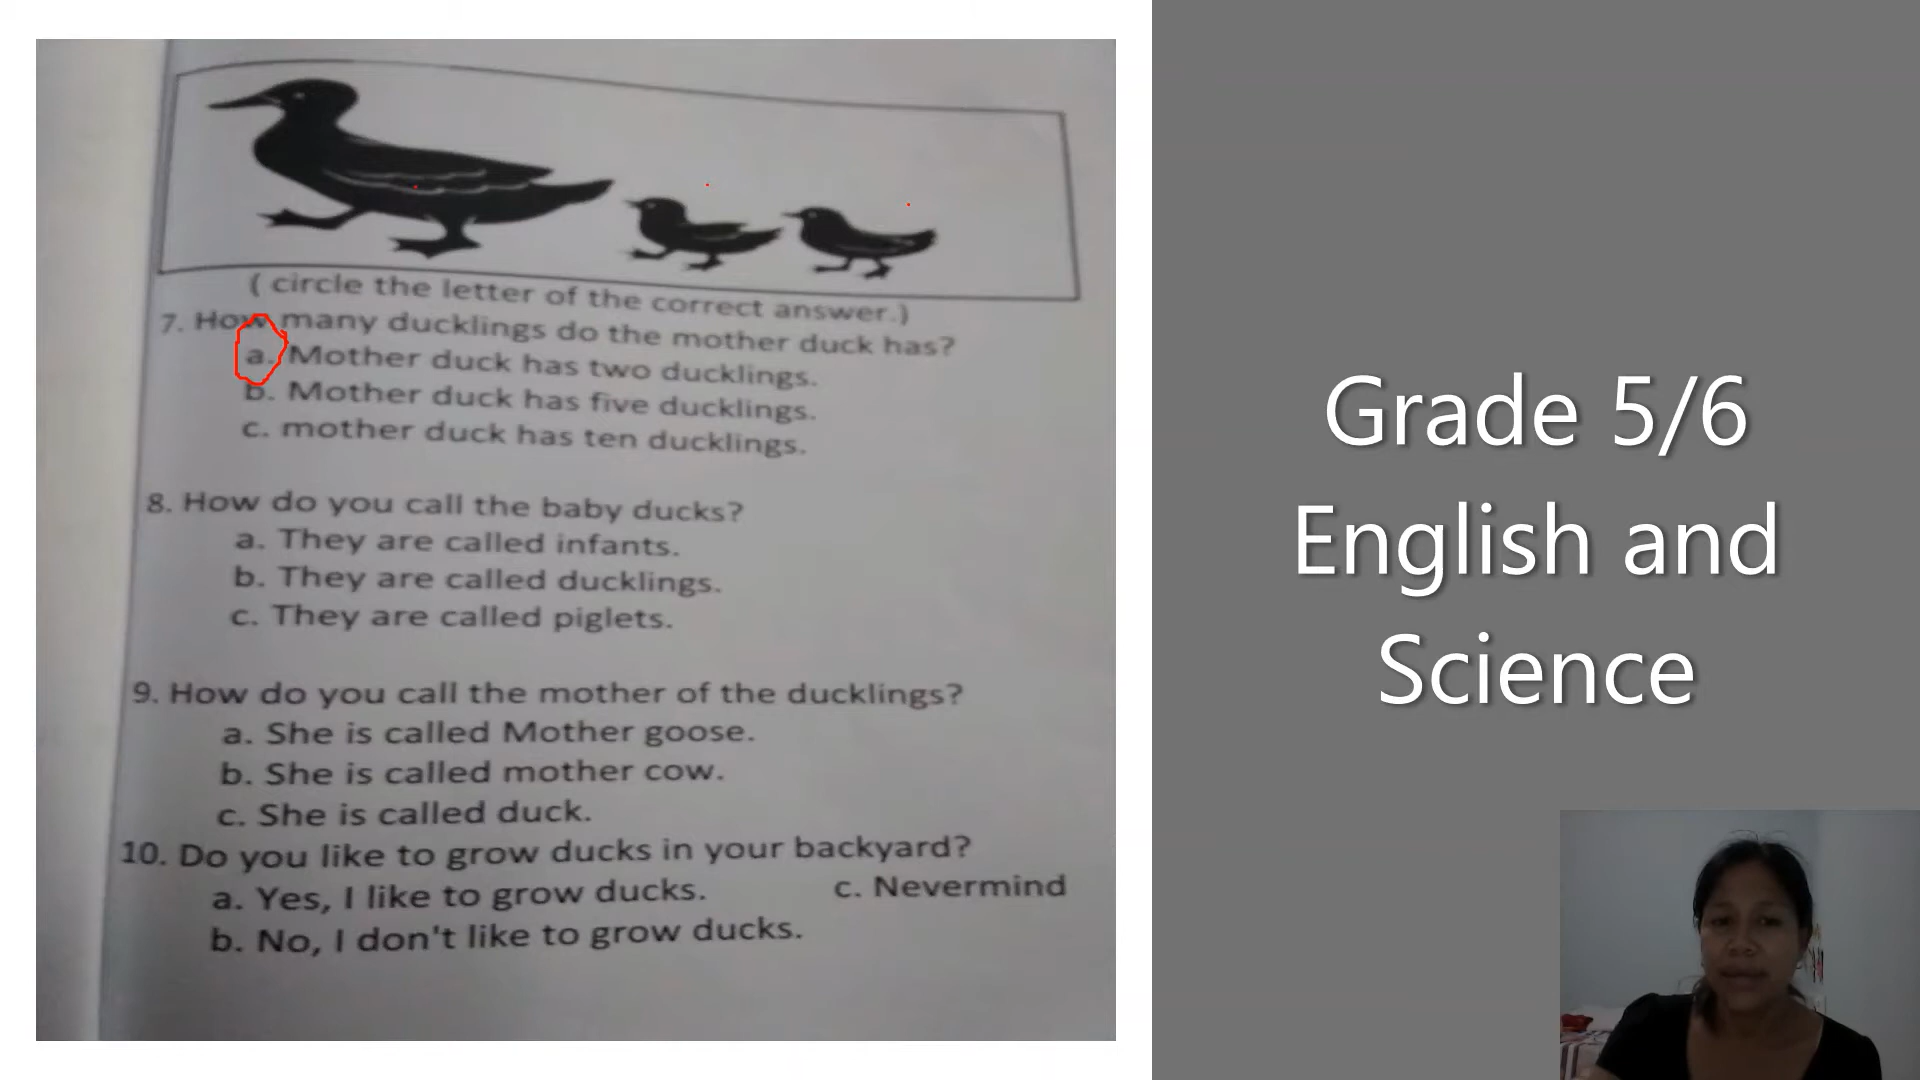 ( circle the letter of the correct answer.)
7. How many ducklings do the mother duck has?
a. Mother duck has two ducklings.
b. Mother duck has five ducklings.
c. mother duck has ten ducklings.
8. How do you call the baby ducks?
a. They are called infants.
b. They are called ducklings.
c. They are called piglets.
9. How do you call the mother of the ducklings?
a. She is called Mother goose.
b. She is called mother cow.
c. She is called duck.
10. Do you like to grow ducks in your backyard?
a. Yes, I like to grow ducks. c. Nevermind
b. No, I don't like to grow ducks.
Grade 5/6
English and
Science